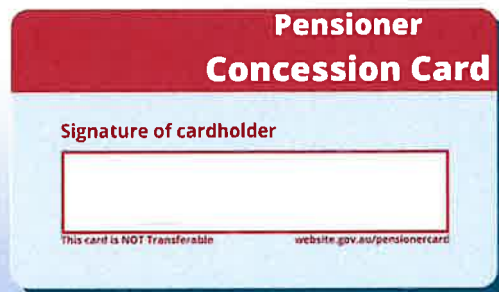 Pensioner
Concession Card
Signature of cardholder
This card is NOT Transferable website.gov.au/pensionercard